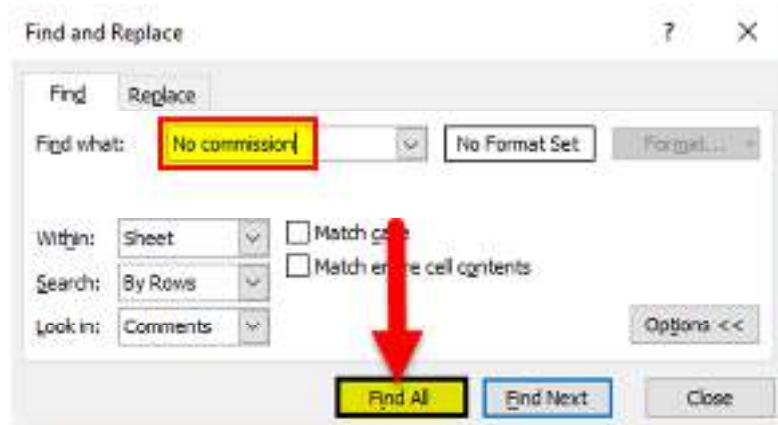 Find and Replace ? X
Find Replace
Find what: No commission No Format Set Format...
Within: Sheet Match case
Match entire cell contents
Search: By Rows
Look in: Comments Options <<
Find All Find Next Close